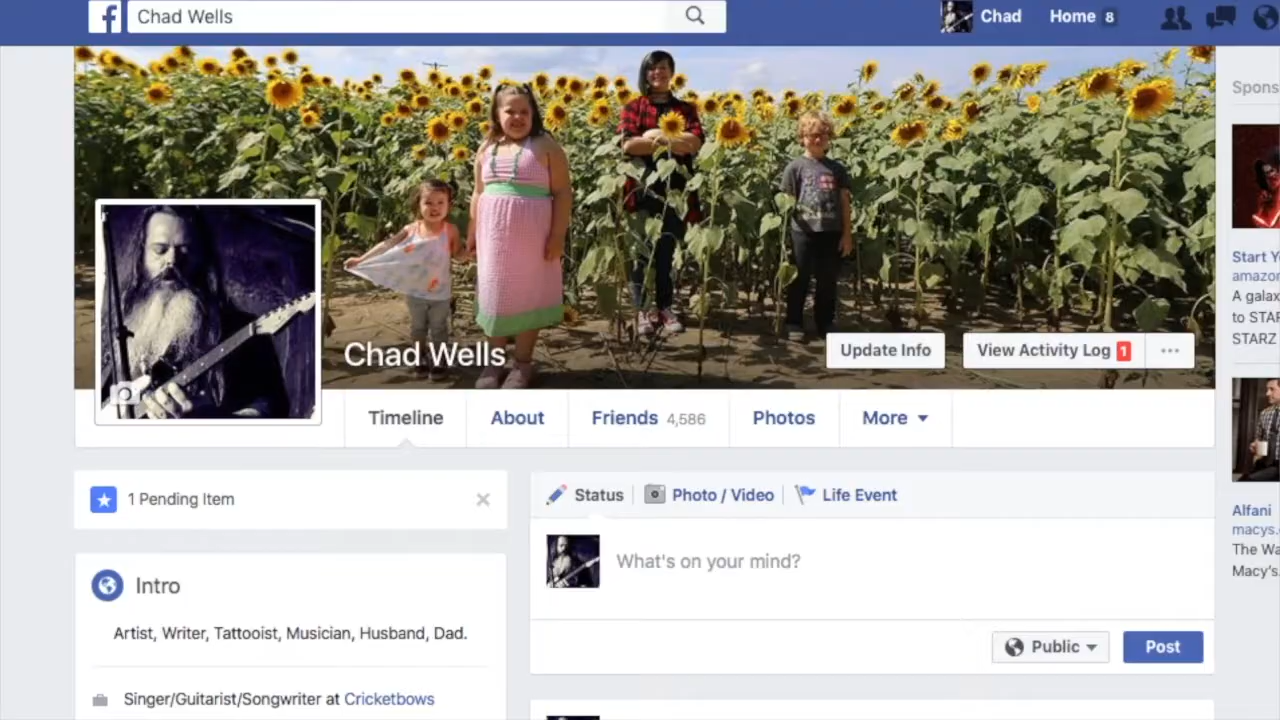 f
Chad Wells
Chad
Home 8
Spons
Chad Wells
Update Info
View Activity Log 1
Timeline
About
Friends 4,586
Photos
More
1 Pending Item
Intro
Artist, Writer, Tattooist, Musician, Husband, Dad.
Singer/Guitarist/Songwriter at Cricketbows
Status
Photo / Video
Life Event
What's on your mind?
Public
Post
Start Y
amazor
A galax
to STAR
STARZ
Alfani
macys.
The Wa
Macy's.